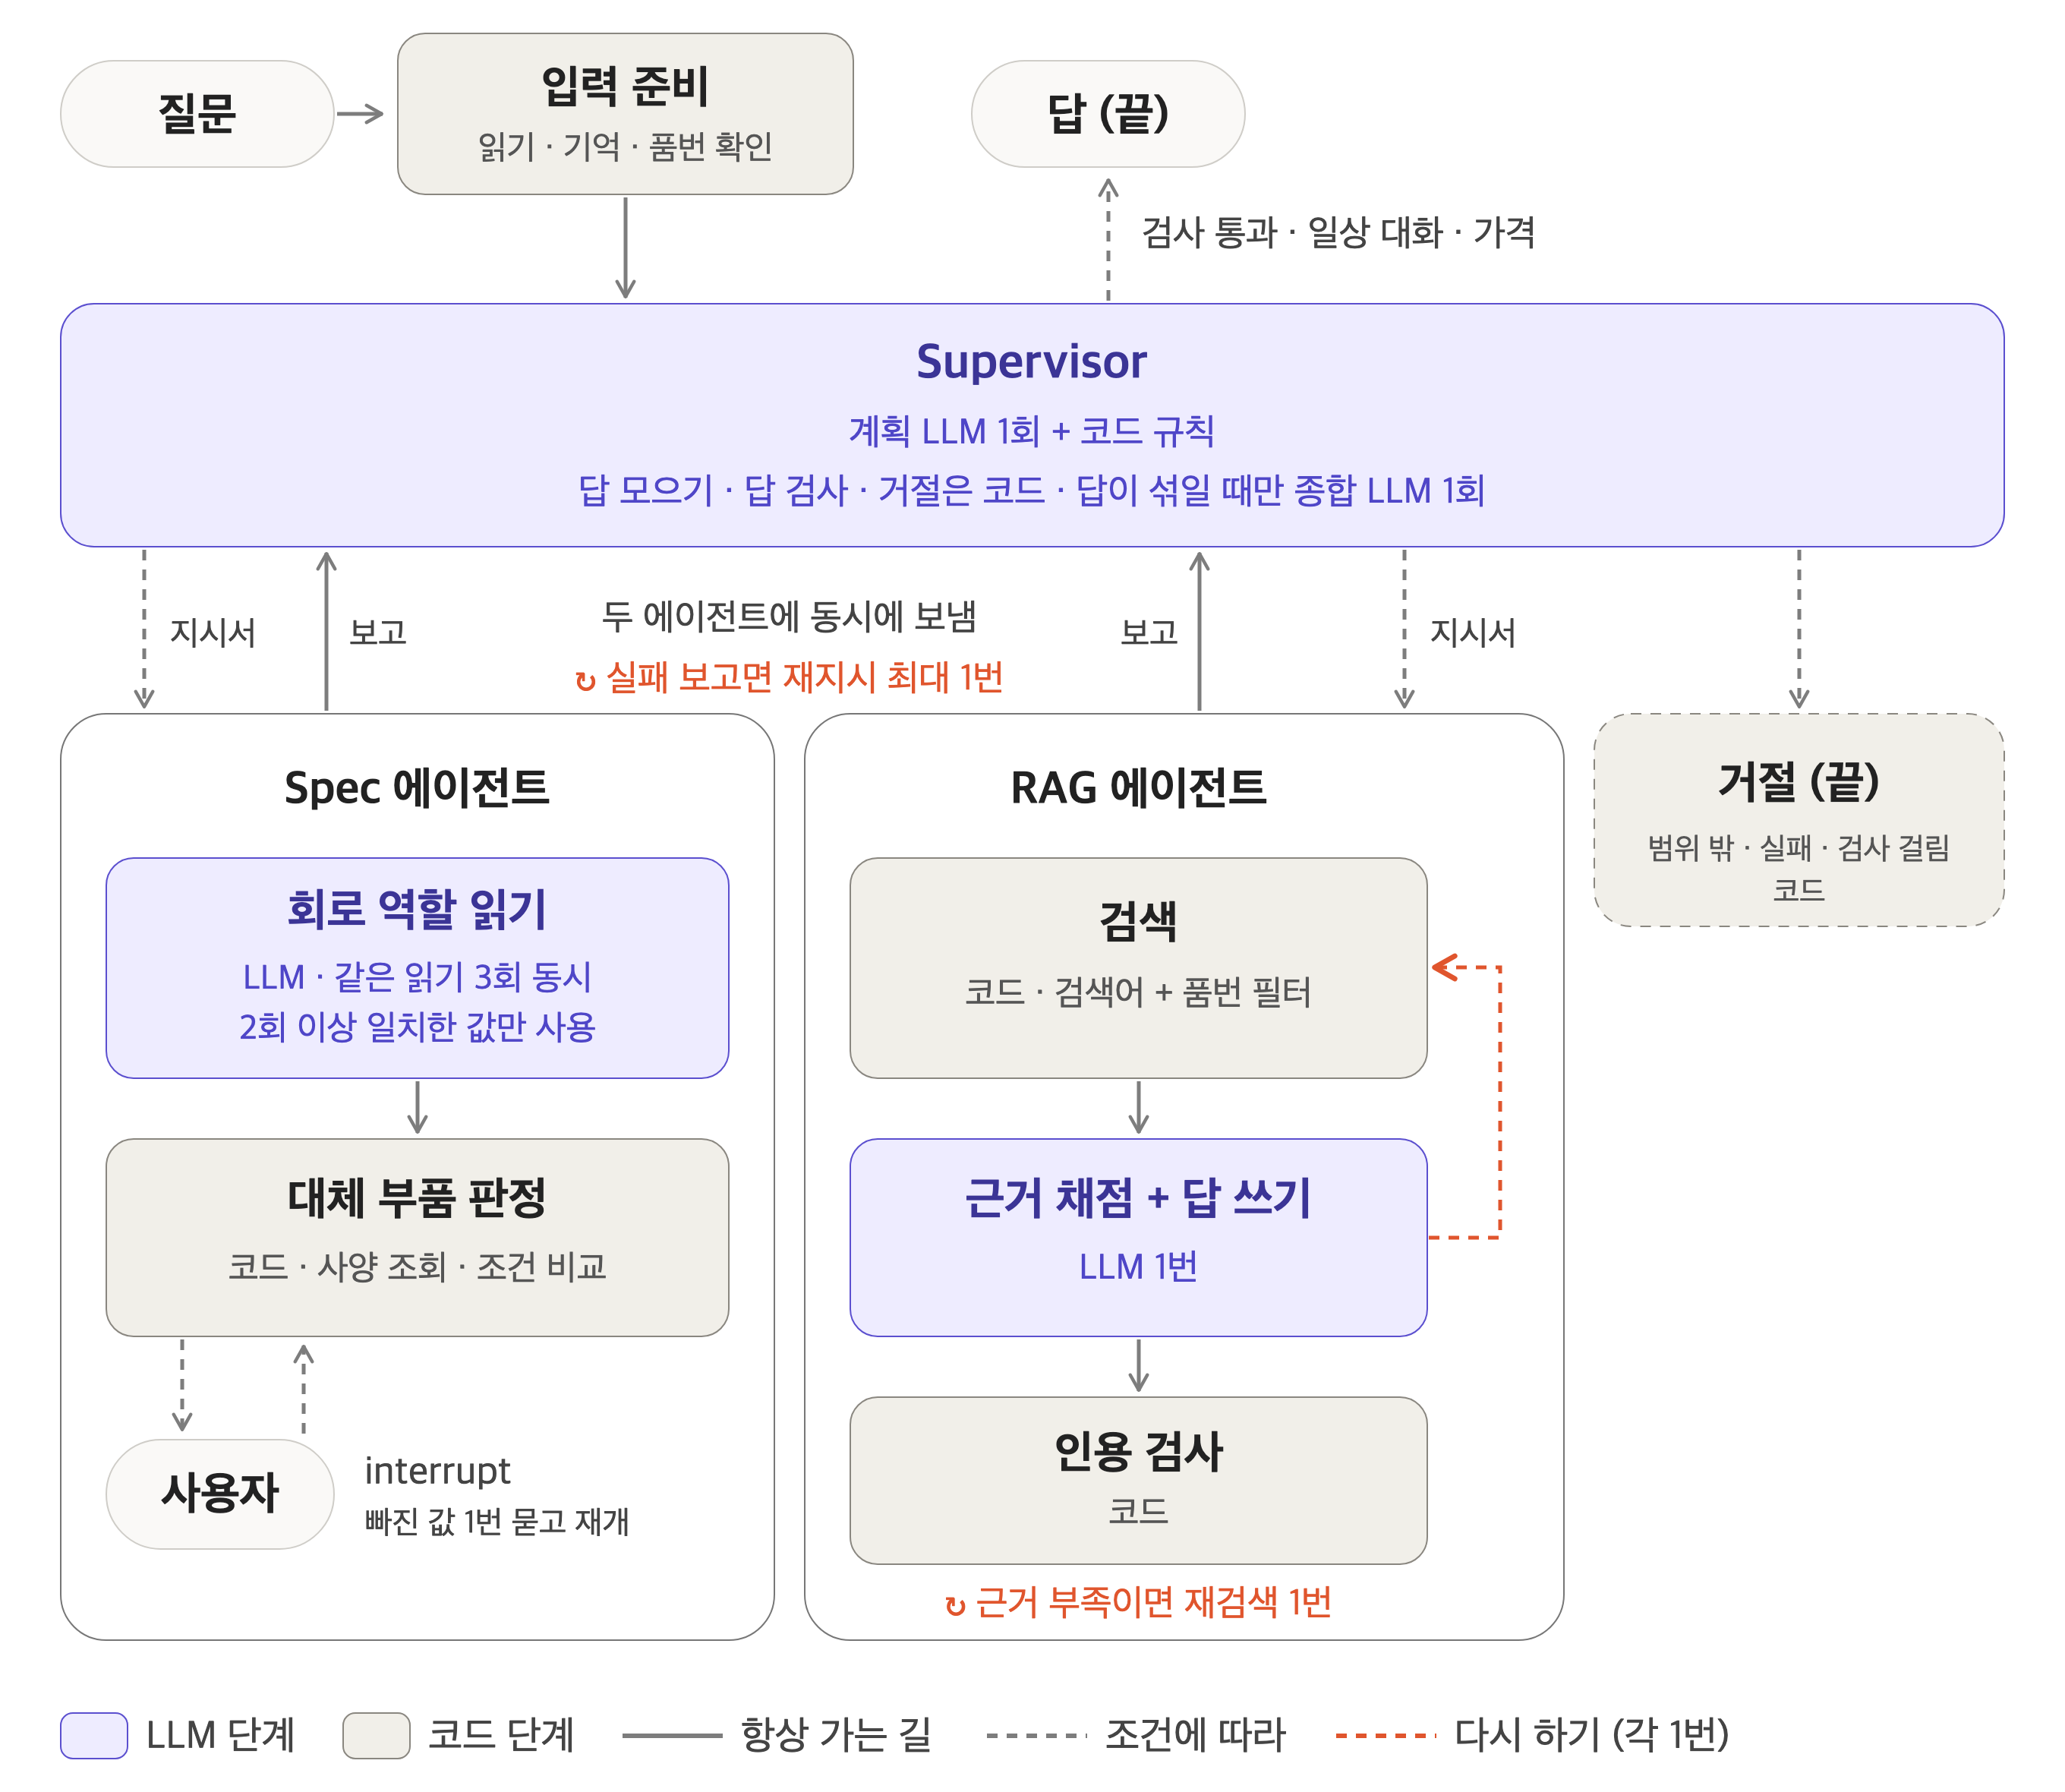 질문
입력 준비
읽기 · 기억 · 품번 확인
답 (끝)
검사 통과 · 일상 대화 · 가격
Supervisor
계획 LLM 1회 + 코드 규칙
답 모으기 · 답 검사 · 거절은 코드 · 답이 섞일 때만 종합 LLM 1회
지시서
보고
두 에이전트에 동시에 보냄
↻ 실패 보고면 재지시 최대 1번
보고
지시서
Spec 에이전트
회로 역할 읽기
LLM · 같은 읽기 3회 동시
2회 이상 일치한 값만 사용
대체 부품 판정
코드 · 사양 조회 · 조건 비교
사용자
interrupt
빠진 값 1번 묻고 재개
RAG 에이전트
검색
코드 · 검색어 + 품번 필터
근거 채점 + 답 쓰기
LLM 1번
인용 검사
코드
↻ 근거 부족이면 재검색 1번
거절 (끝)
범위 밖 · 실패 · 검사 걸림
코드
LLM 단계
코드 단계
항상 가는 길
조건에 따라
다시 하기 (각 1번)